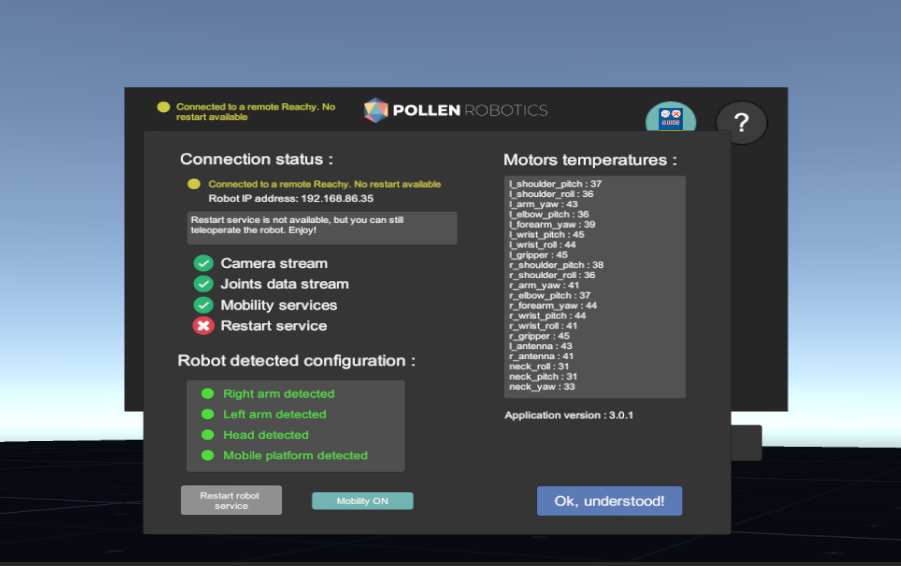 Connected to a remote Reachy. No
restart available
POLLEN ROBOTICS
GUIDE
?
Connection status :
Connected to a remote Reachy. No restart available
Robot IP address: 192.168.86.35
Restart service is not available, but you can still
teleoperate the robot. Enjoy!
Camera stream
Joints data stream
Mobility services
Restart service
Robot detected configuration :
Right arm detected
Left arm detected
Head detected
Mobile platform detected
Restart robot
service
Mobility ON
Motors temperatures :
l_shoulder_pitch : 37
l_shoulder_roll : 36
l_arm_yaw : 43
l_elbow_pitch : 36
l_forearm_yaw : 39
l_wrist_pitch : 45
l_wrist_roll : 44
l_gripper : 45
r_shoulder_pitch : 38
r_shoulder_roll : 36
r_arm_yaw : 41
r_elbow_pitch : 37
r_forearm_yaw : 44
r_wrist_pitch : 44
r_wrist_roll : 41
r_gripper : 45
l_antenna : 43
r_antenna : 41
neck_roll : 31
neck_pitch : 31
neck_yaw : 33
Application version : 3.0.1
Ok, understood!